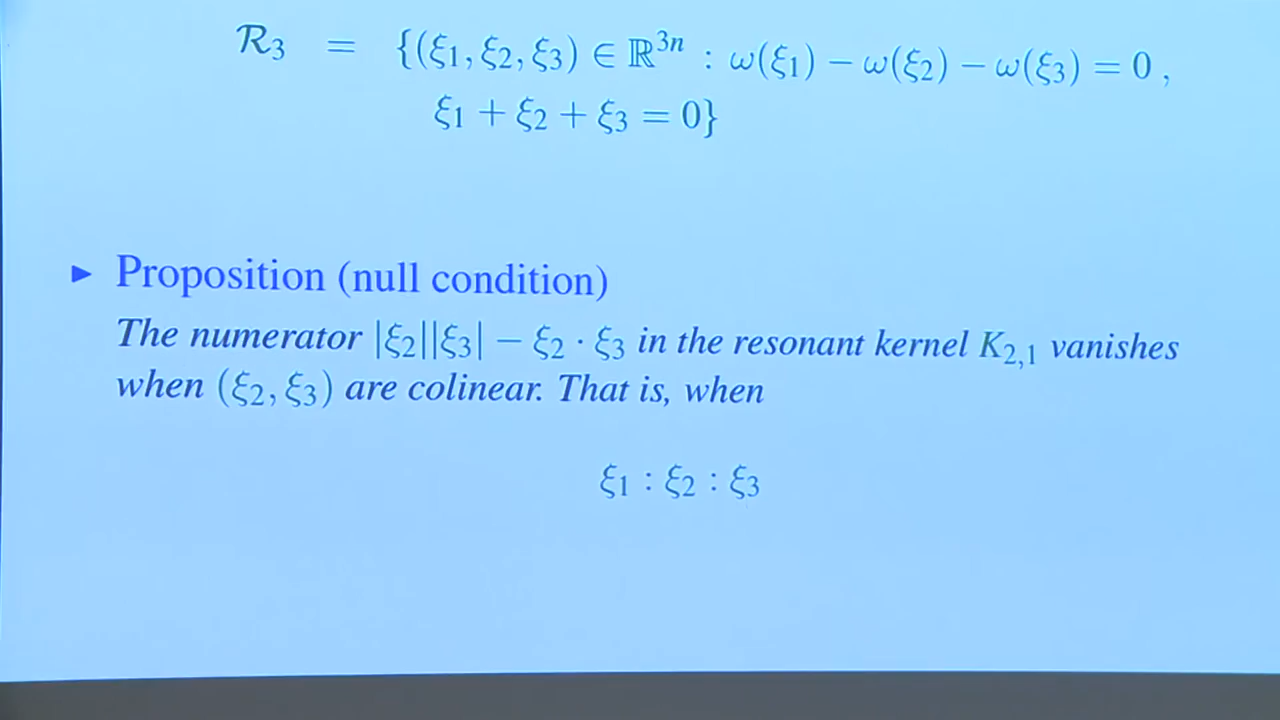 ℛ₃ = {(ξ₁, ξ₂, ξ₃) ∈ ℝ³ⁿ : ω(ξ₁) − ω(ξ₂) − ω(ξ₃) = 0 ,
ξ₁ + ξ₂ + ξ₃ = 0}
▶ Proposition (null condition)
The numerator |ξ₂||ξ₃| − ξ₂ · ξ₃ in the resonant kernel K₂,₁ vanishes
when (ξ₂, ξ₃) are colinear. That is, when
ξ₁ : ξ₂ : ξ₃